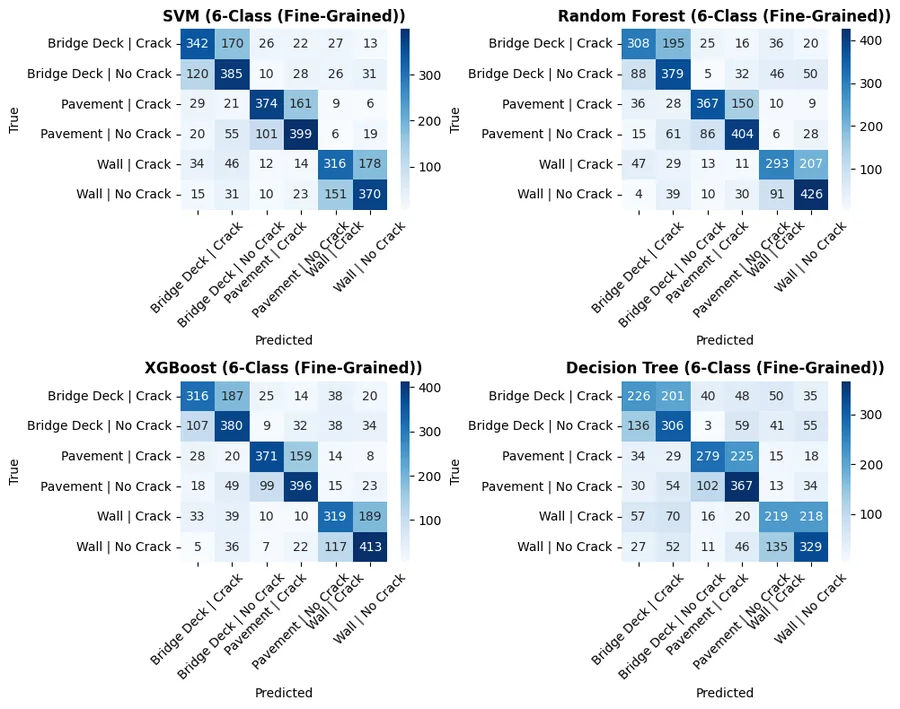 SVM (6-Class (Fine-Grained))
Bridge Deck | Crack 342 170 26 22 27 13
Bridge Deck | No Crack 120 385 10 28 26 31
Pavement | Crack 29 21 374 161 9 6
Pavement | No Crack 20 55 101 399 6 19
Wall | Crack 34 46 12 14 316 178
Wall | No Crack 15 31 10 23 151 370
True
300
200
100
Bridge Deck | Crack
Bridge Deck | No Crack
Pavement | Crack
Pavement | No Crack
Wall | Crack
Wall | No Crack
Predicted
Random Forest (6-Class (Fine-Grained))
Bridge Deck | Crack 308 195 25 16 36 20
Bridge Deck | No Crack 88 379 5 32 46 50
Pavement | Crack 36 28 367 150 10 9
Pavement | No Crack 15 61 86 404 6 28
Wall | Crack 47 29 13 11 293 207
Wall | No Crack 4 39 10 30 91 426
True
400
300
200
100
Bridge Deck | Crack
Bridge Deck | No Crack
Pavement | Crack
Pavement | No Crack
Wall | Crack
Wall | No Crack
Predicted
XGBoost (6-Class (Fine-Grained))
Bridge Deck | Crack 316 187 25 14 38 20
Bridge Deck | No Crack 107 380 9 32 38 34
Pavement | Crack 28 20 371 159 14 8
Pavement | No Crack 18 49 99 396 15 23
Wall | Crack 33 39 10 10 319 189
Wall | No Crack 5 36 7 22 117 413
True
400
300
200
100
Bridge Deck | Crack
Bridge Deck | No Crack
Pavement | Crack
Pavement | No Crack
Wall | Crack
Wall | No Crack
Predicted
Decision Tree (6-Class (Fine-Grained))
Bridge Deck | Crack 226 201 40 48 50 35
Bridge Deck | No Crack 136 306 3 59 41 55
Pavement | Crack 34 29 279 225 15 18
Pavement | No Crack 30 54 102 367 13 34
Wall | Crack 57 70 16 20 219 218
Wall | No Crack 27 52 11 46 135 329
True
300
200
100
Bridge Deck | Crack
Bridge Deck | No Crack
Pavement | Crack
Pavement | No Crack
Wall | Crack
Wall | No Crack
Predicted